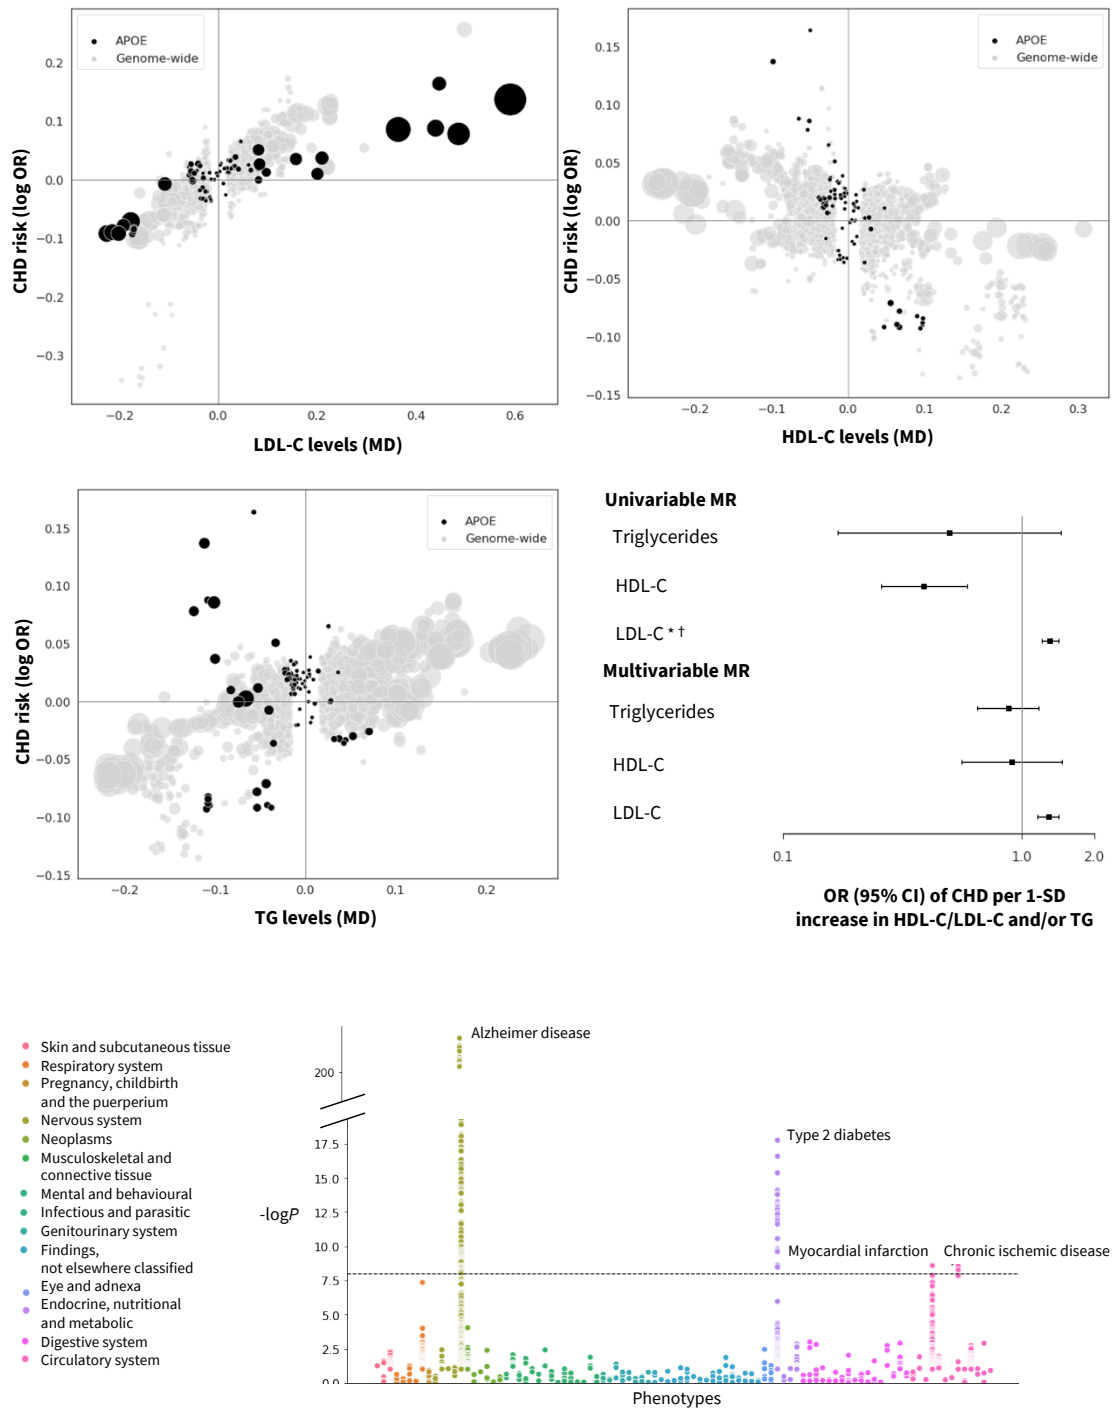 APOE
Genome-wide
0.2
0.1
0.0
−0.1
−0.2
−0.3
−0.2
0.0
0.2
0.4
0.6
CHD risk (log OR)
LDL-C levels (MD)
APOE
Genome-wide
0.15
0.10
0.05
0.00
−0.05
−0.10
−0.15
−0.2
−0.1
0.0
0.1
0.2
0.3
CHD risk (log OR)
HDL-C levels (MD)
APOE
Genome-wide
0.15
0.10
0.05
0.00
−0.05
−0.10
−0.15
−0.2
−0.1
0.0
0.1
0.2
CHD risk (log OR)
TG levels (MD)
Univariable MR
Triglycerides
HDL-C
LDL-C * †
Multivariable MR
Triglycerides
HDL-C
LDL-C
0.1
1.0
2.0
OR (95% CI) of CHD per 1-SD
increase in HDL-C/LDL-C and/or TG
Skin and subcutaneous tissue
Respiratory system
Pregnancy, childbirth
and the puerperium
Nervous system
Neoplasms
Musculoskeletal and
connective tissue
Mental and behavioural
Infectious and parasitic
Genitourinary system
Findings,
not elsewhere classified
Eye and adnexa
Endocrine, nutritional
and metabolic
Digestive system
Circulatory system
Alzheimer disease
200
17.5
Type 2 diabetes
15.0
12.5
-logP
10.0
Myocardial infarction
Chronic ischemic disease
7.5
5.0
2.5
0.0
Phenotypes